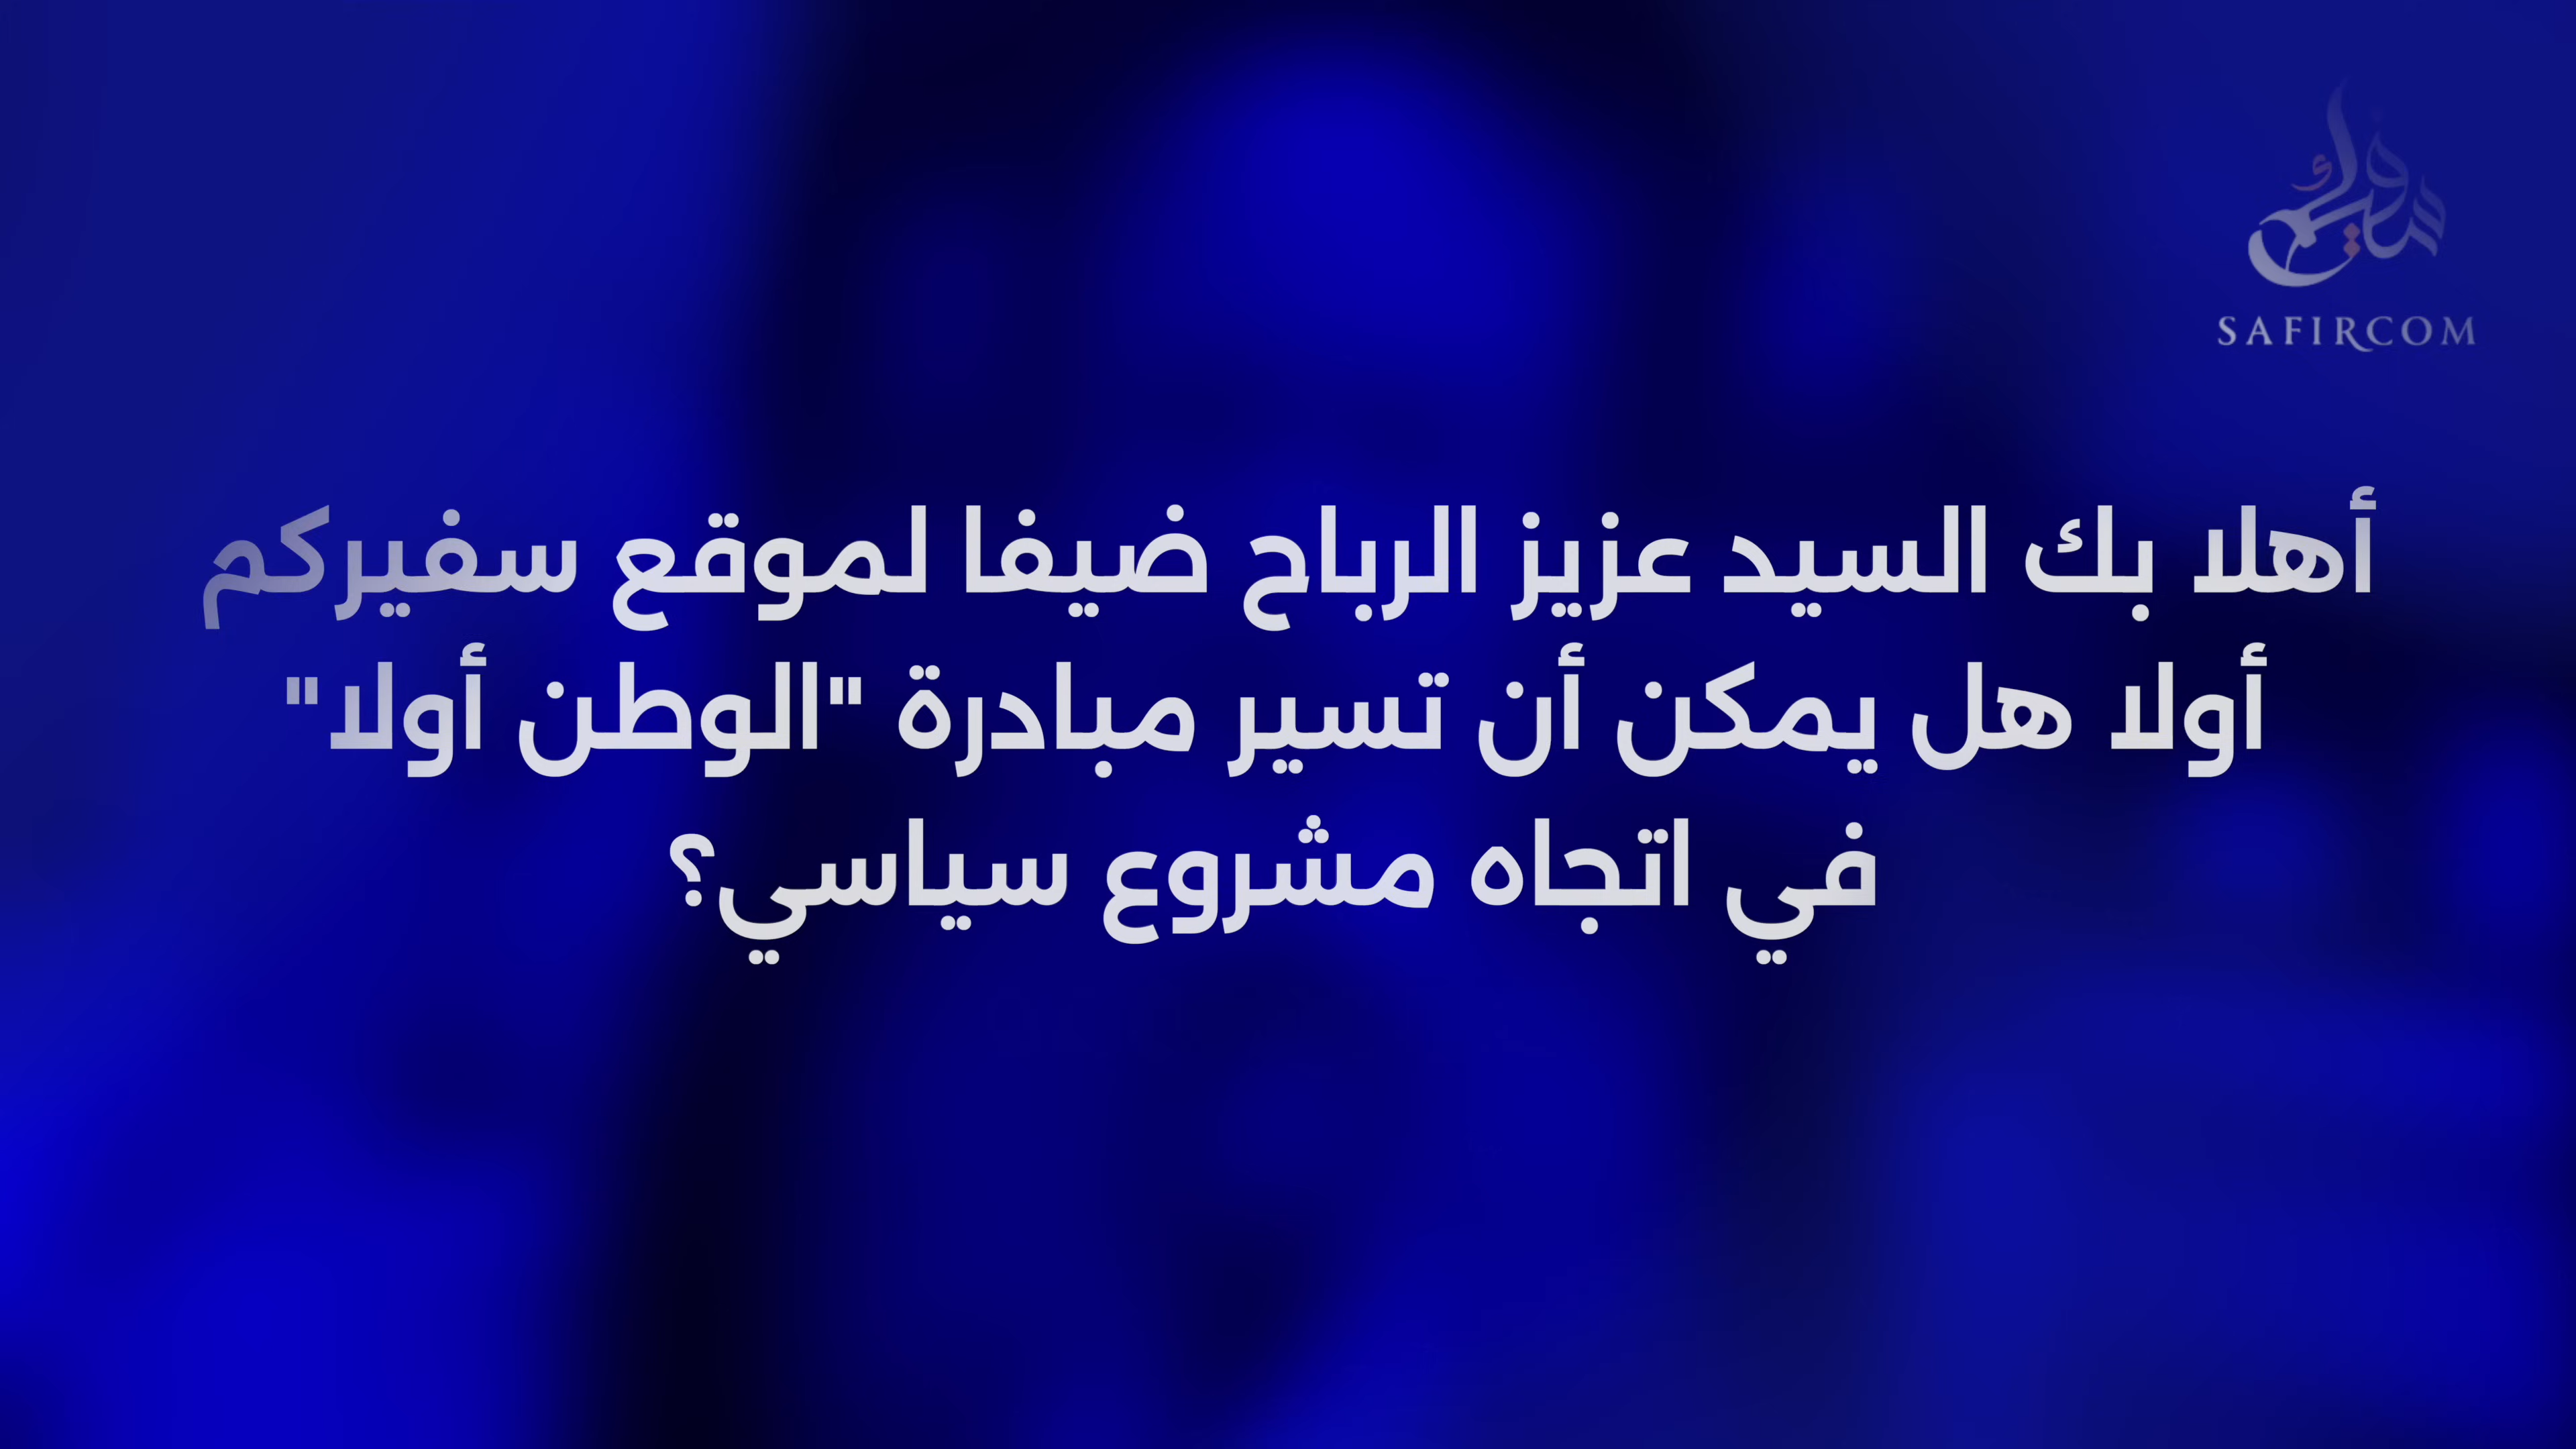 سفيركم
SAFIRCOM
أهلا بك السيد عزيز الرباح ضيفا لموقع سفيركم
أولا هل يمكن أن تسير مبادرة "الوطن أولا"
في اتجاه مشروع سياسي؟